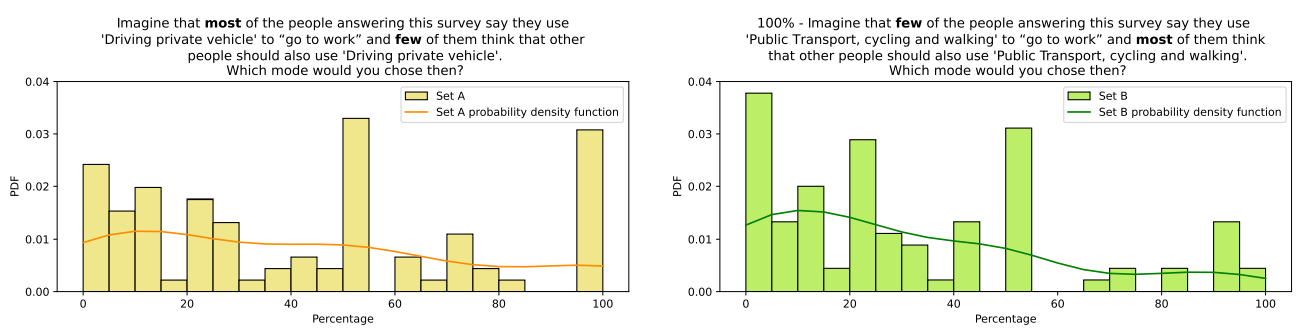 Imagine that most of the people answering this survey say they use
'Driving private vehicle' to “go to work” and few of them think that other
people should also use 'Driving private vehicle'.
Which mode would you chose then?
0.04
0.03
0.02
0.01
0.00
PDF
Set A
Set A probability density function
0 20 40 60 80 100
Percentage
100% - Imagine that few of the people answering this survey say they use
'Public Transport, cycling and walking' to “go to work” and most of them think
that other people should also use 'Public Transport, cycling and walking'.
Which mode would you chose then?
0.04
0.03
0.02
0.01
0.00
PDF
Set B
Set B probability density function
0 20 40 60 80 100
Percentage